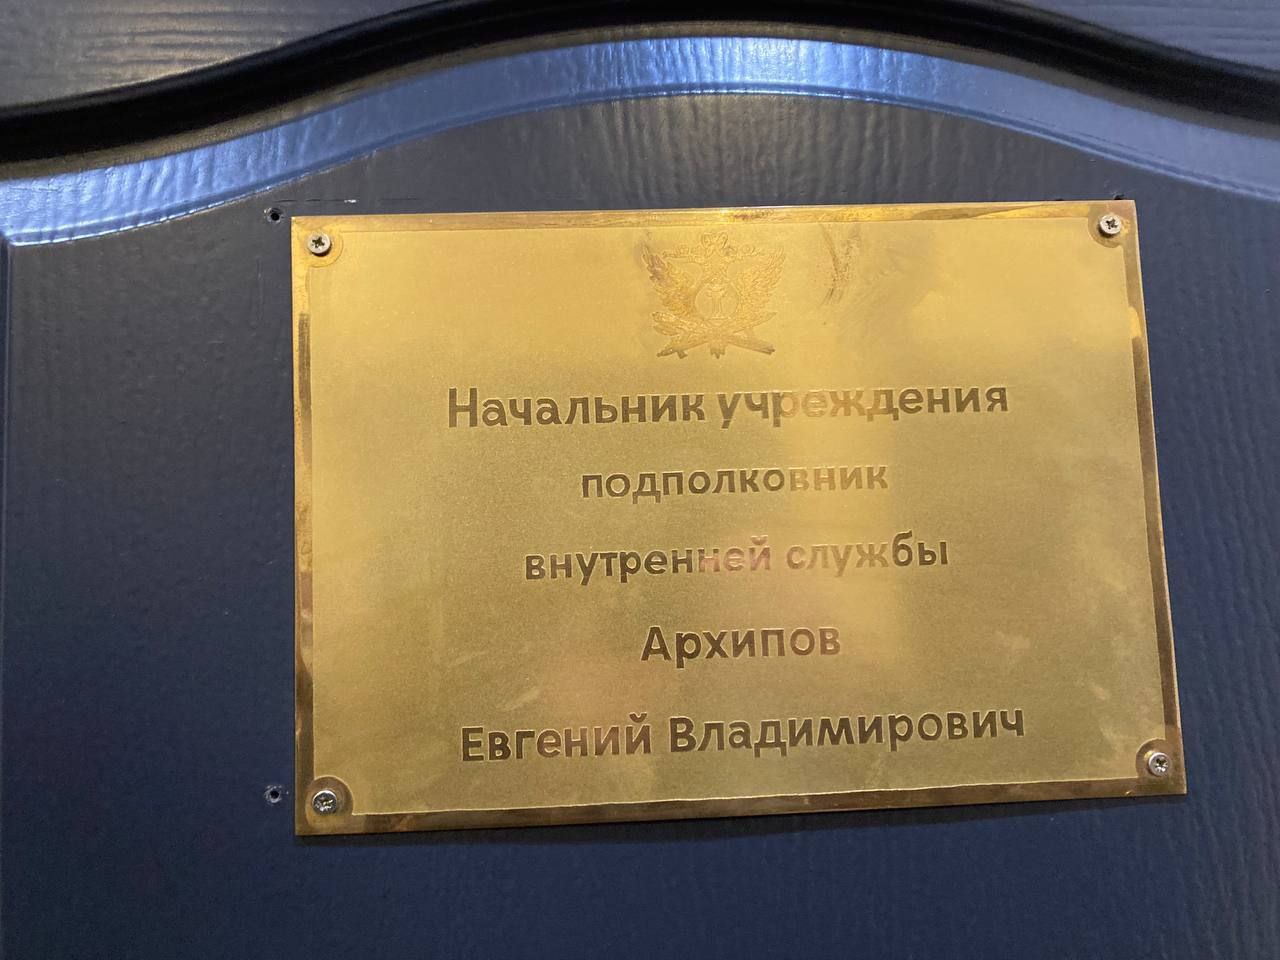 Начальник учреждения
подполковник
внутренней службы
Архипов
Евгений Владимирович